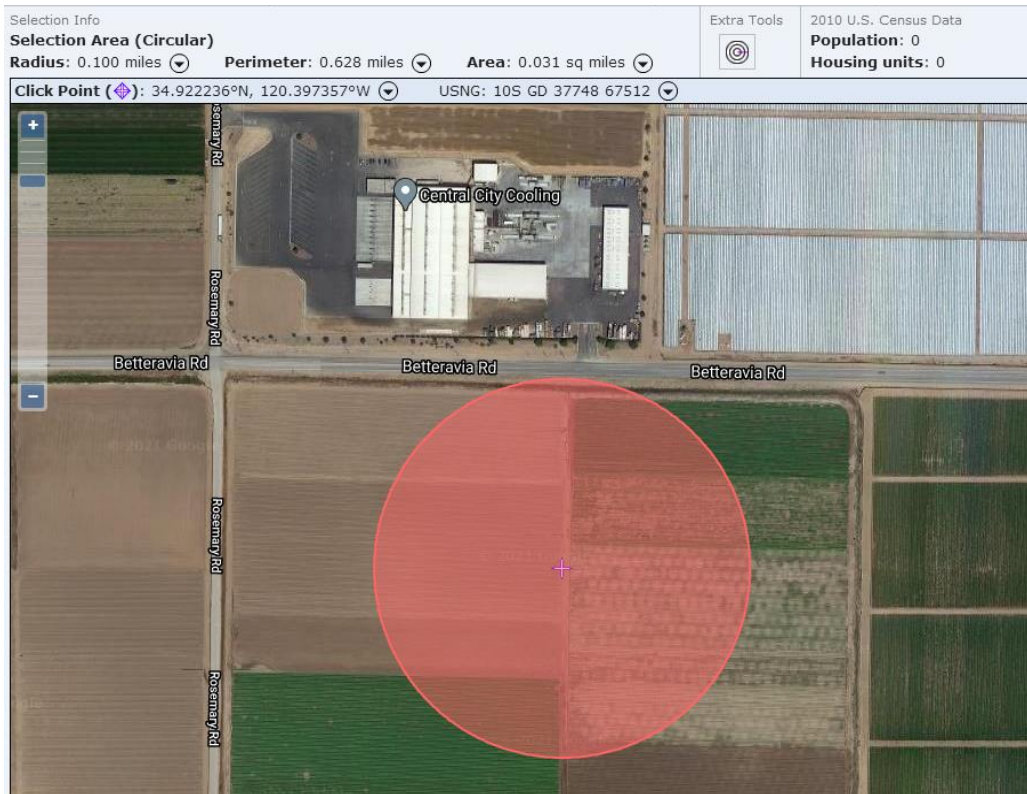 Selection Info
Selection Area (Circular)
Radius: 0.100 miles Perimeter: 0.628 miles Area: 0.031 sq miles
Extra Tools
2010 U.S. Census Data
Population: 0
Housing units: 0
Click Point ( ): 34.922236°N, 120.397357°W USNG: 10S GD 37748 67512
+
Rosemary Rd
Central City Cooling
Rosemary Rd
Betteravia Rd
Betteravia Rd
Betteravia Rd
−
© 2021 Google
Rosemary Rd
Rosemary Rd